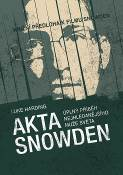 LUKE HARDING
ÚPLNÝ PŘÍBĚH
NEJHLEDANĚJŠÍHO
MUŽE SVĚTA
AKTA
SNOWDEN